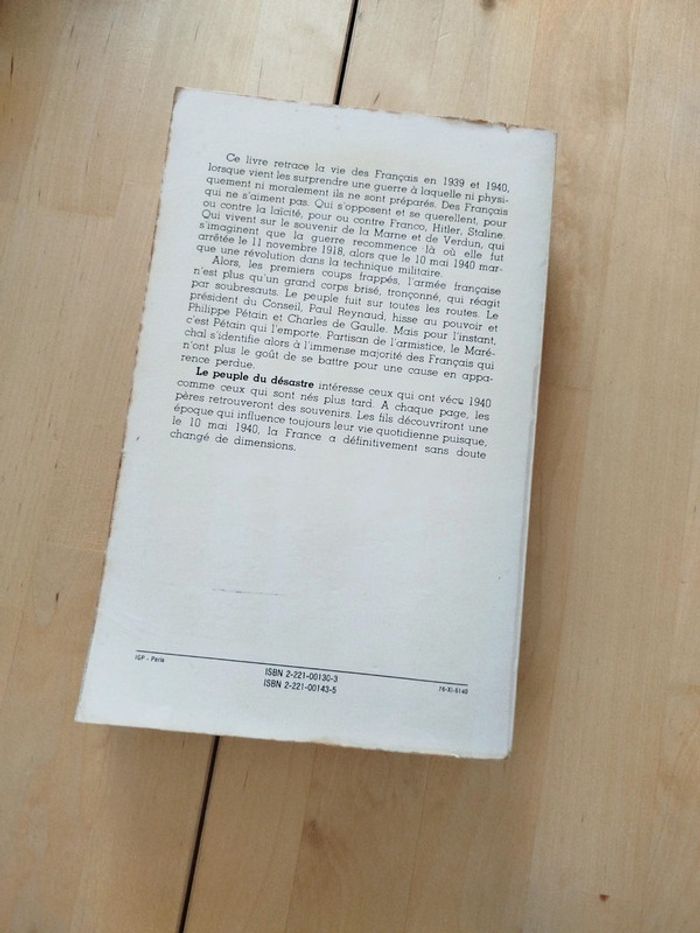 Ce livre retrace la vie des Français en 1939 et 1940,
lorsque vient les surprendre une guerre à laquelle ni physi-
quement ni moralement ils ne sont préparés. Des Français
qui ne s'aiment pas. Qui s'opposent et se querellent, pour
ou contre la laïcité, pour ou contre Franco, Hitler, Staline.
Qui vivent sur le souvenir de la Marne et de Verdun, qui
s'imaginent que la guerre recommence là où elle fut
arrêtée le 11 novembre 1918, alors que le 10 mai 1940 mar-
que une révolution dans la technique militaire.
Alors, les premiers coups frappés, l'armée française
n'est plus qu'un grand corps brisé, tronçonné, qui réagit
par soubresauts. Le peuple fuit sur toutes les routes. Le
président du Conseil, Paul Reynaud, hisse au pouvoir et
Philippe Pétain et Charles de Gaulle. Mais pour l'instant,
c'est Pétain qui l'emporte. Partisan de l'armistice, le Maré-
chal s'identifie alors à l'immense majorité des Français qui
n'ont plus le goût de se battre pour une cause en appa-
rence perdue.
Le peuple du désastre intéresse ceux qui ont vécu 1940
comme ceux qui sont nés plus tard. A chaque page, les
pères retrouveront des souvenirs. Les fils découvriront une
époque qui influence toujours leur vie quotidienne puisque,
le 10 mai 1940, la France a définitivement sans doute
changé de dimensions.
IGP - Paris
ISBN 2-221-00130-3
ISBN 2-221-00143-5
76-XI-6140